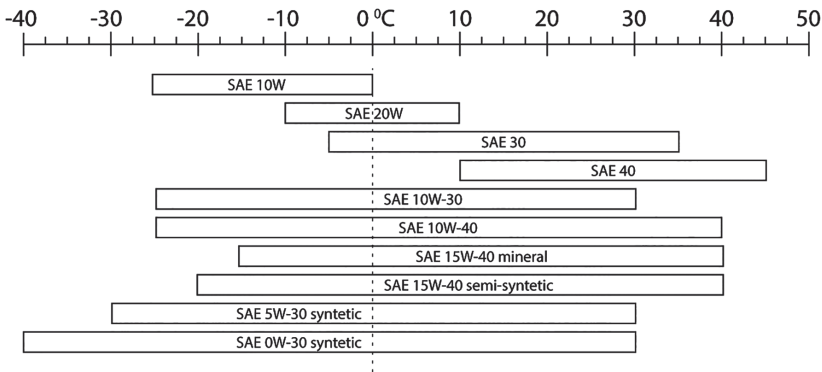 -40 -30 -20 -10 0 ⁰C 10 20 30 40 50
SAE 10W
SAE 20W
SAE 30
SAE 40
SAE 10W-30
SAE 10W-40
SAE 15W-40 mineral
SAE 15W-40 semi-syntetic
SAE 5W-30 syntetic
SAE 0W-30 syntetic